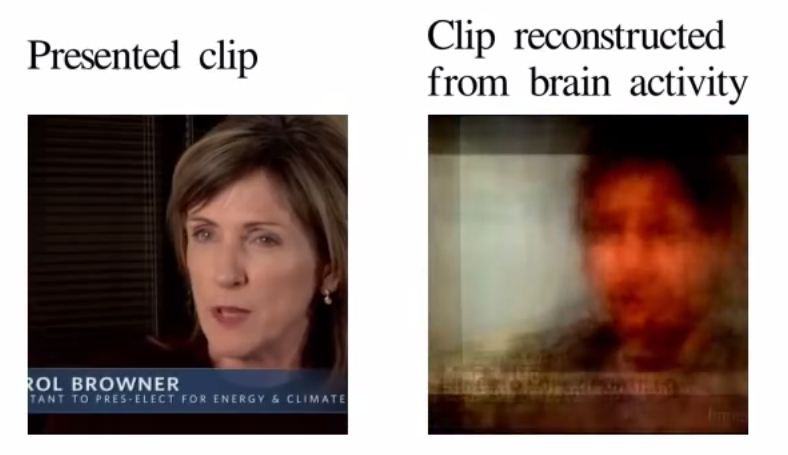 Presented clip
Clip reconstructed
from brain activity
ROL BROWNER
TANT TO PRES-ELECT FOR ENERGY & CLIMATE